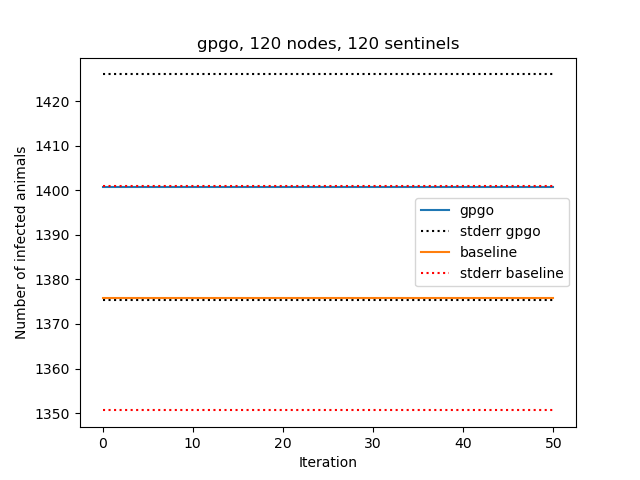 gpgo, 120 nodes, 120 sentinels
Number of infected animals
1420
1410
1400
1390
1380
1370
1360
1350
gpgo
stderr gpgo
baseline
stderr baseline
0 10 20 30 40 50
Iteration